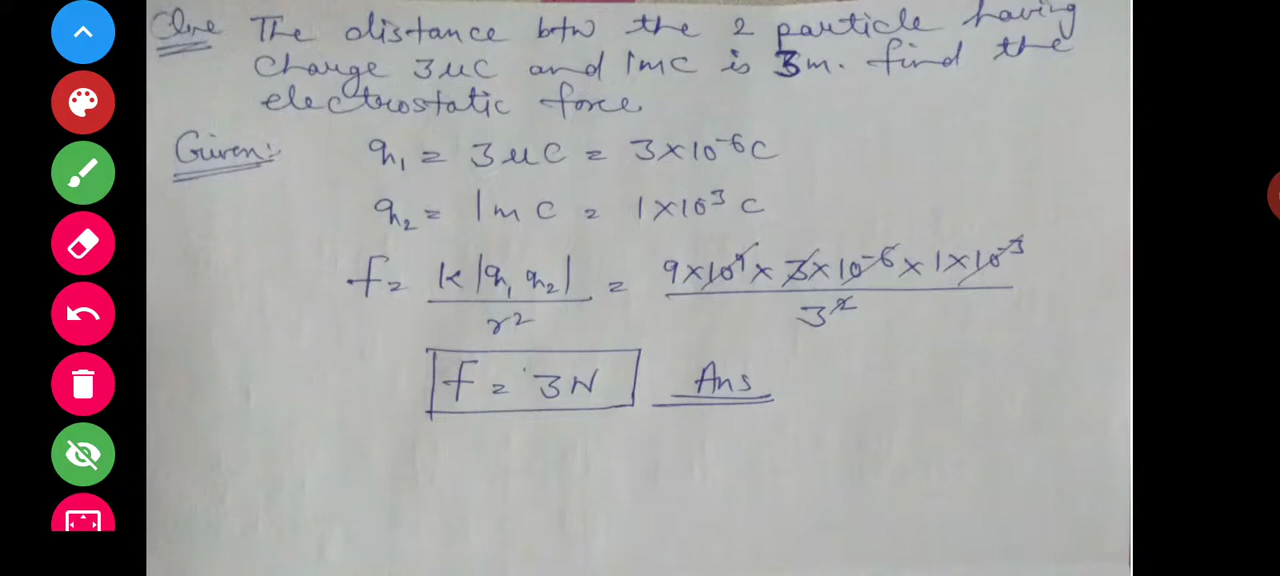 Que The distance btw the 2 particle having
charge 3μC and 1mC is 3m. find the
electrostatic force.
Given:
q₁ = 3μC = 3×10⁻⁶C
q₂ = 1mC = 1×10³ C
f = k|q₁ q₂| / r² = 9×10⁹ × 3×10⁻⁶ × 1×10⁻³ / 3²
f = 3N Ans